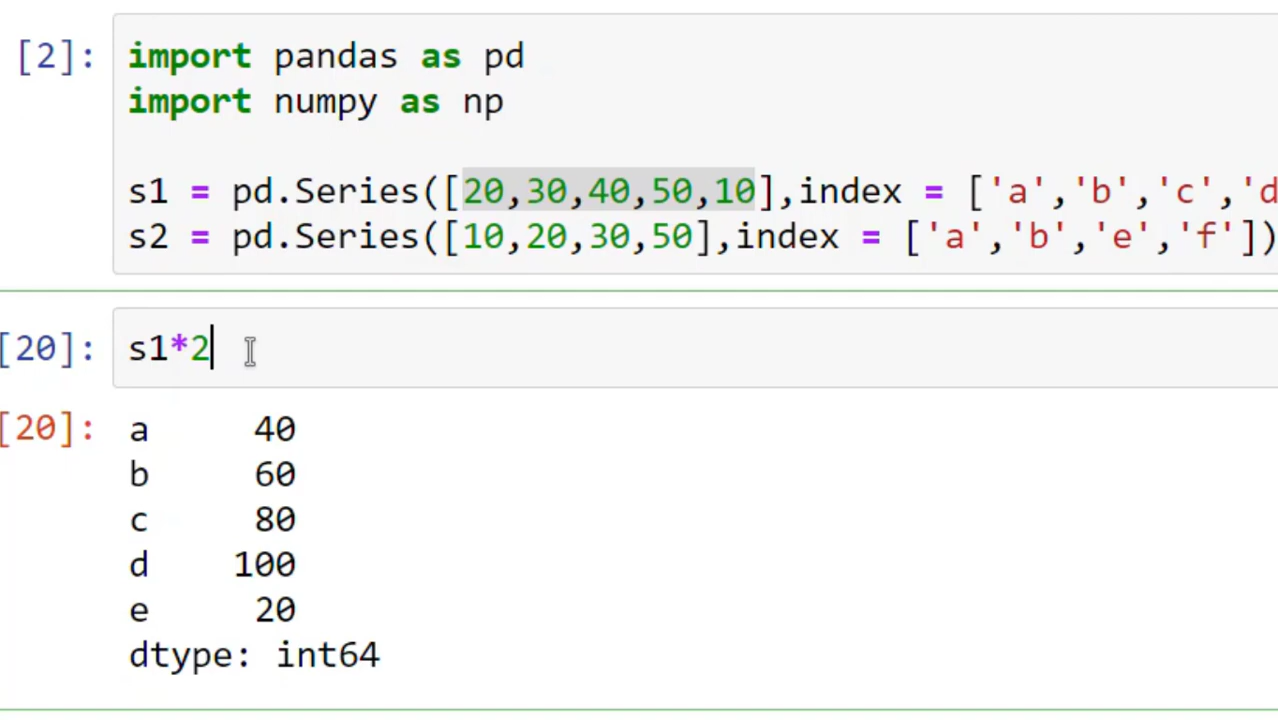 [2]: import pandas as pd
import numpy as np
s1 = pd.Series([20,30,40,50,10],index = ['a','b','c','d
s2 = pd.Series([10,20,30,50],index = ['a','b','e','f'])
[20]: s1*2
[20]: a 40
b 60
c 80
d 100
e 20
dtype: int64